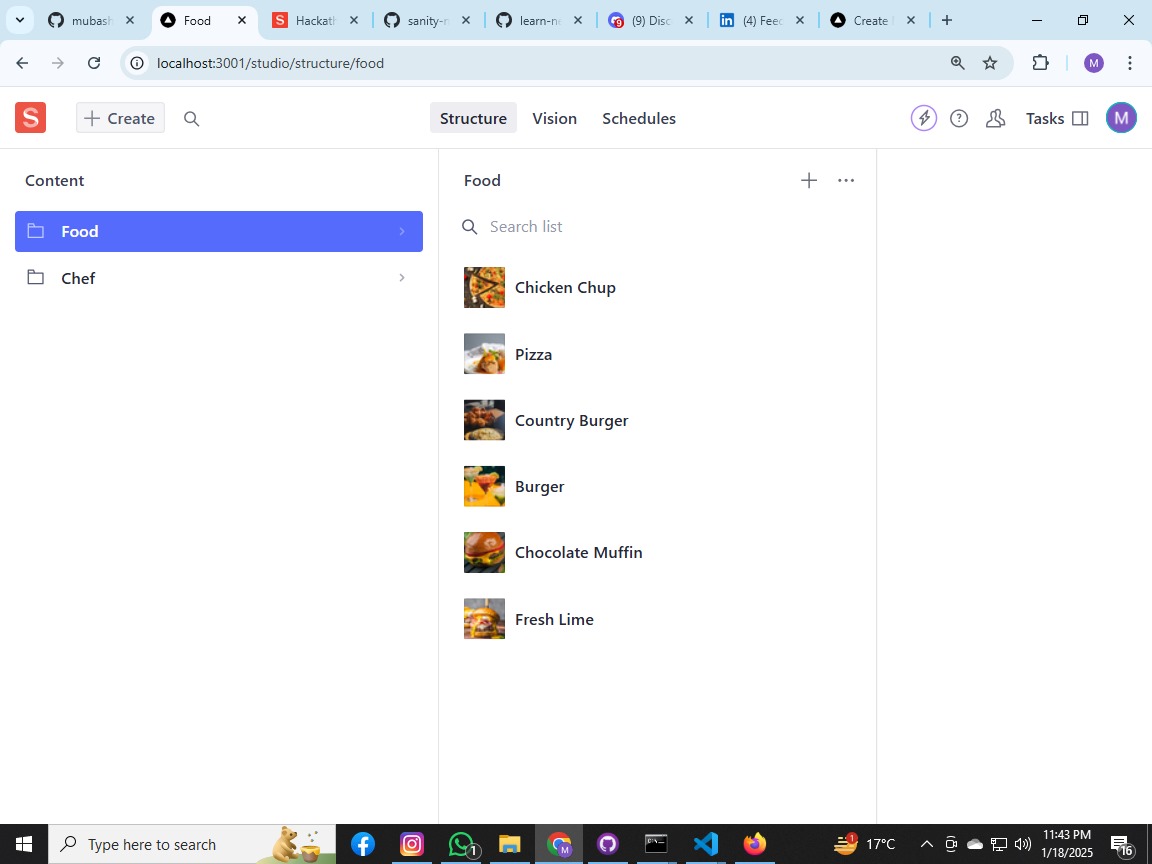 mubash
Food
Hackath
sanity-n
learn-ne
(9) Disc
(4) Feed
Create
localhost:3001/studio/structure/food
M
S
Create
Structure
Vision
Schedules
Tasks
M
Content
Food
Chef
Food
Search list
Chicken Chup
Pizza
Country Burger
Burger
Chocolate Muffin
Fresh Lime
Type here to search
1
M
1
17°C
11:43 PM
1/18/2025
16